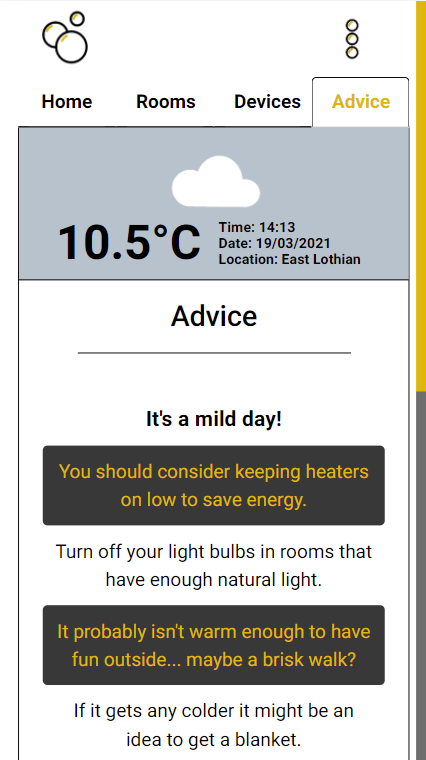 Home Rooms Devices Advice
10.5°C
Time: 14:13
Date: 19/03/2021
Location: East Lothian
Advice
It's a mild day!
You should consider keeping heaters
on low to save energy.
Turn off your light bulbs in rooms that
have enough natural light.
It probably isn't warm enough to have
fun outside... maybe a brisk walk?
If it gets any colder it might be an
idea to get a blanket.